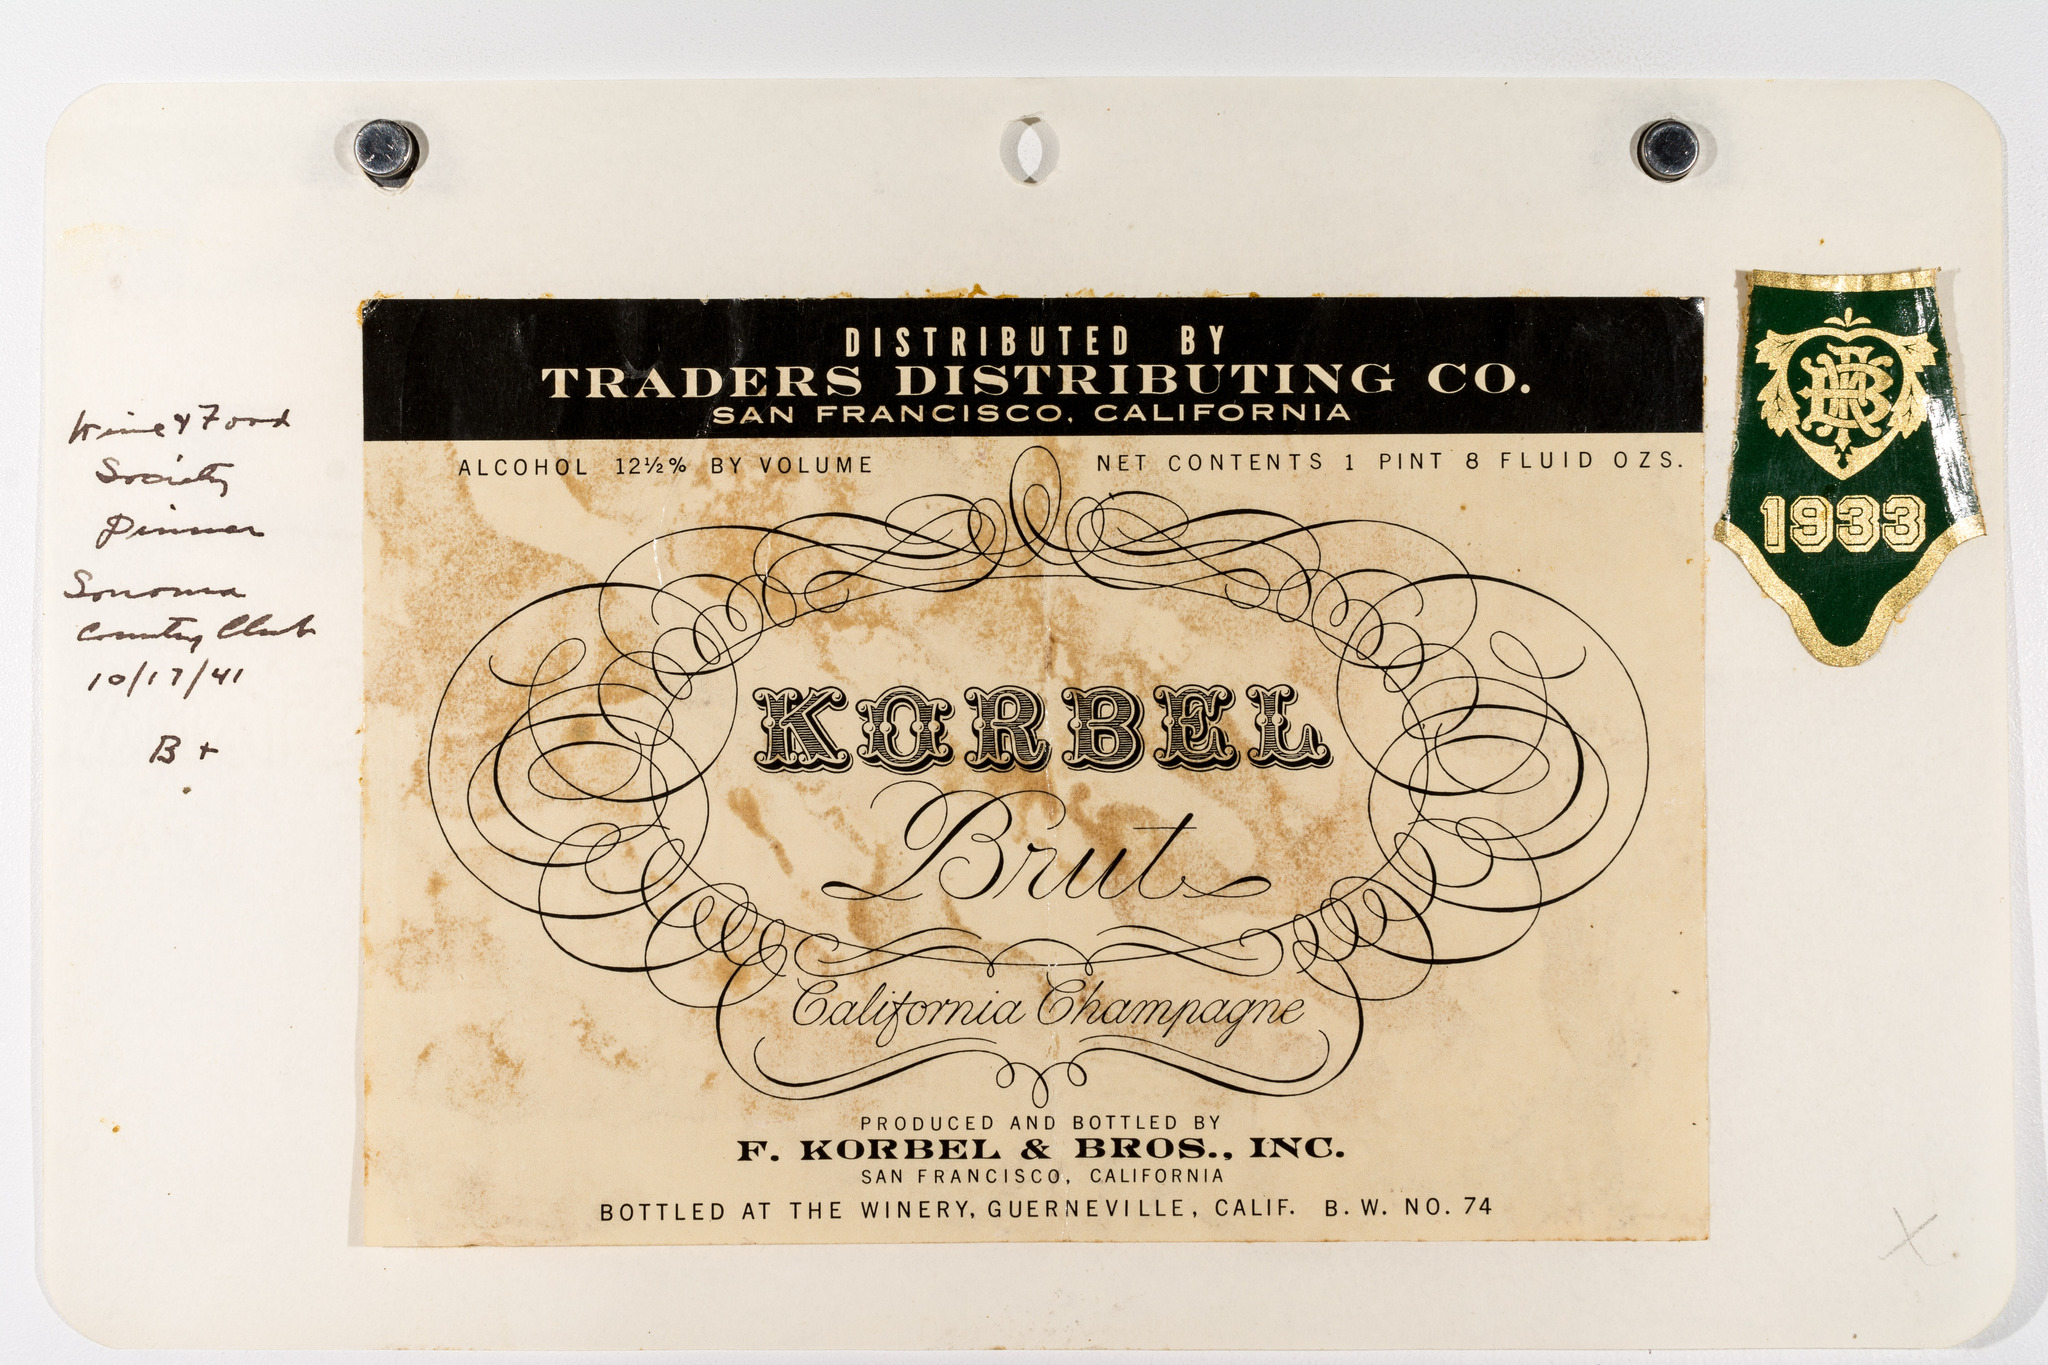 Wine & Food
Society
Dinner
Sonoma
Country Club
10/17/41
B +
DISTRIBUTED BY
TRADERS DISTRIBUTING CO.
SAN FRANCISCO, CALIFORNIA
ALCOHOL 12½% BY VOLUME
NET CONTENTS 1 PINT 8 FLUID OZS.
KORBEL
Brut
California Champagne
PRODUCED AND BOTTLED BY
F. KORBEL & BROS., INC.
SAN FRANCISCO, CALIFORNIA
BOTTLED AT THE WINERY, GUERNEVILLE, CALIF. B. W. NO. 74
1933
X